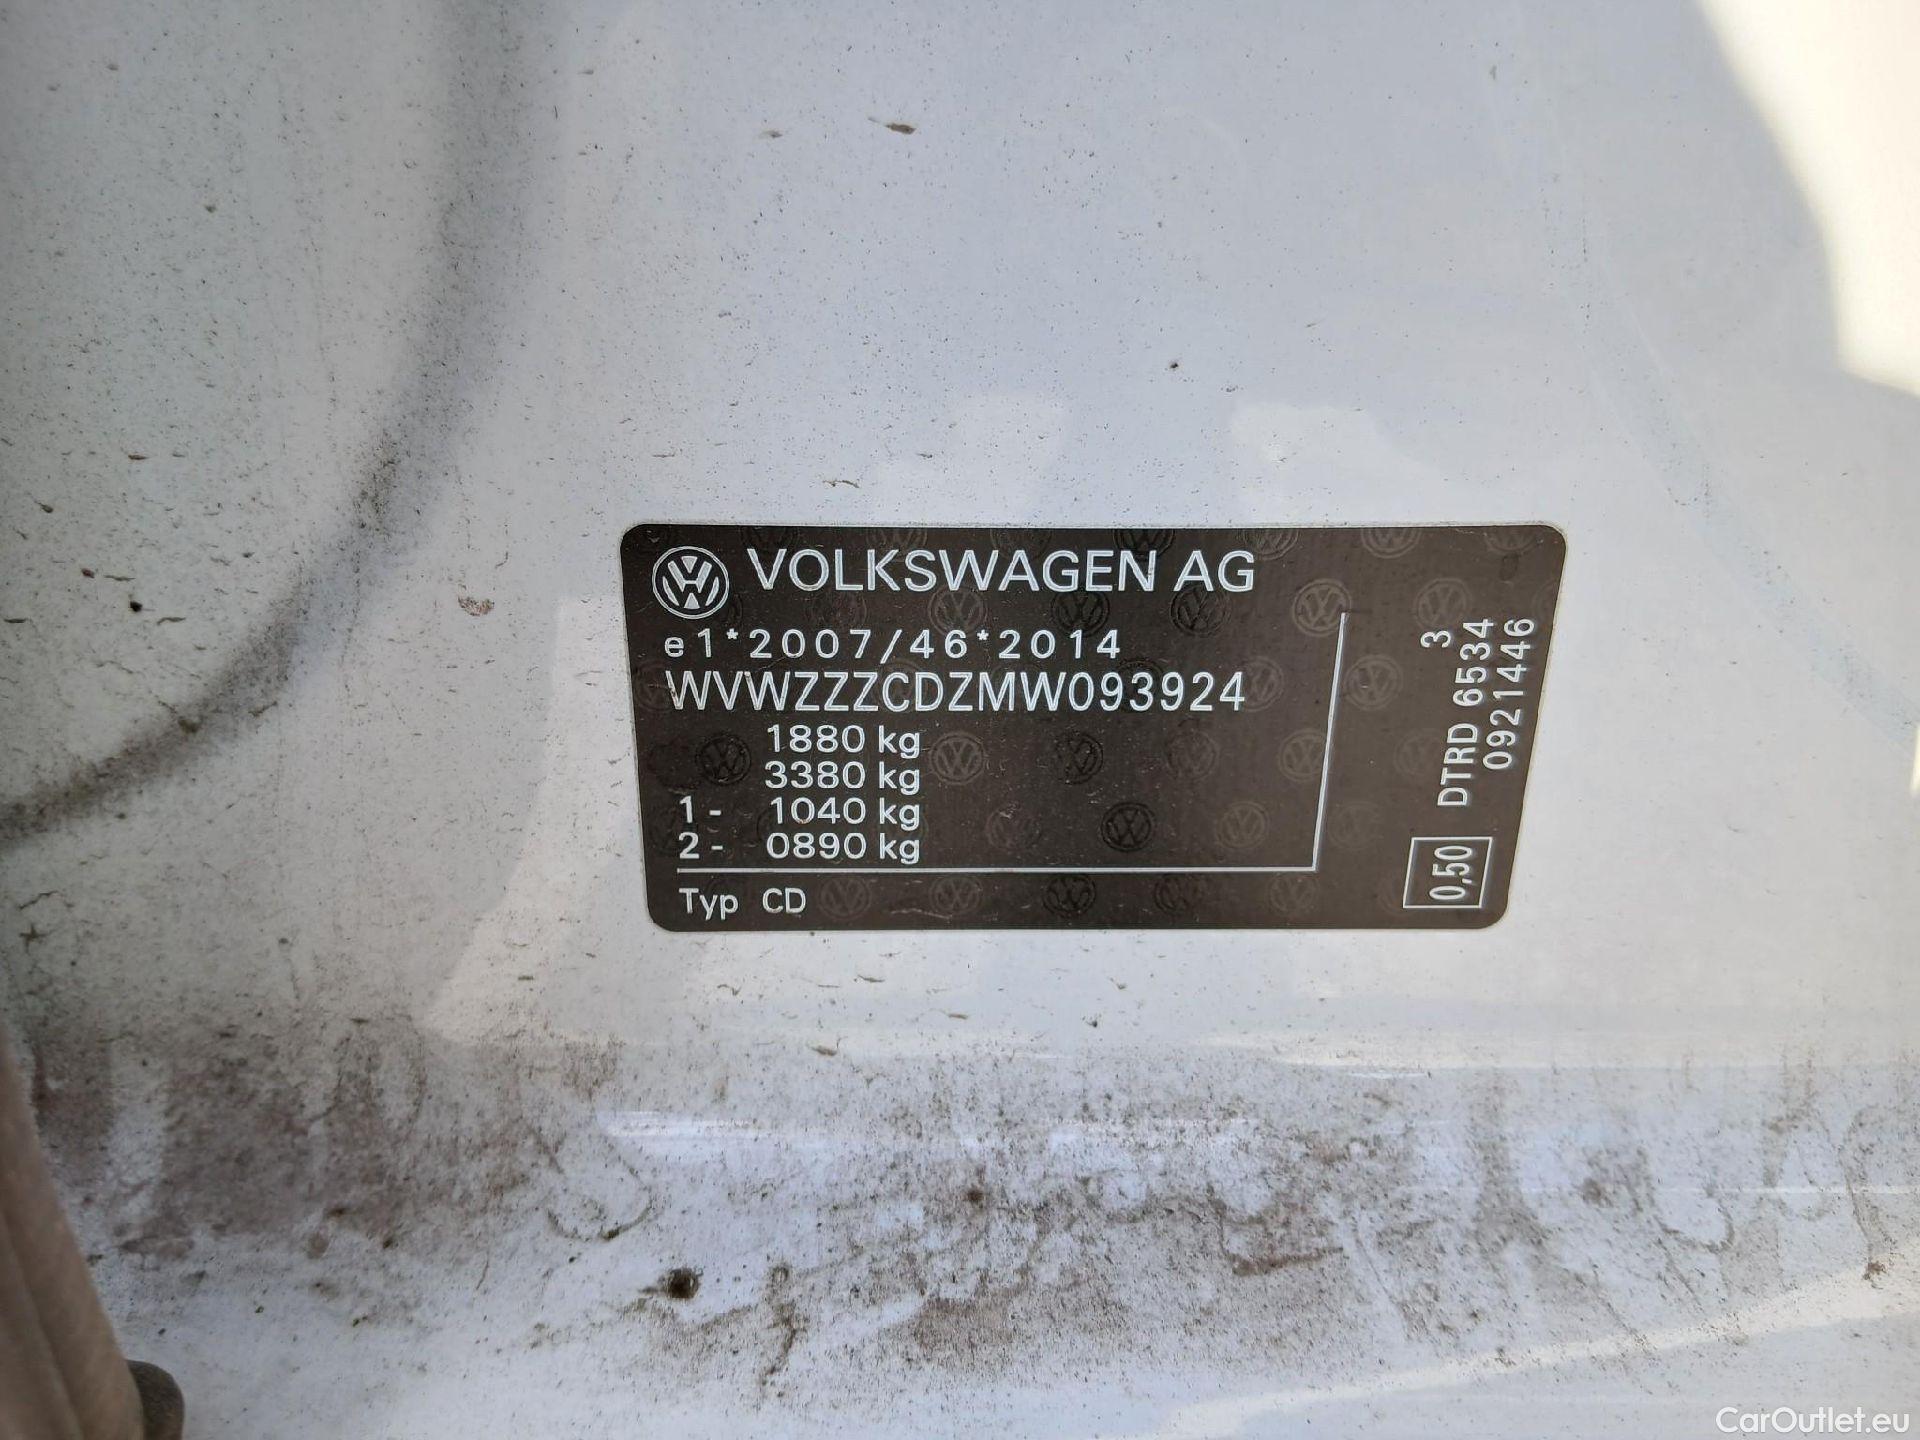 VOLKSWAGEN AG
e1*2007/46*2014
WVWZZZCDZMW093924
1880 kg
3380 kg
1- 1040 kg
2- 0890 kg
Typ CD
3
DTRD 6534
0921446
0,50
CarOutlet.eu